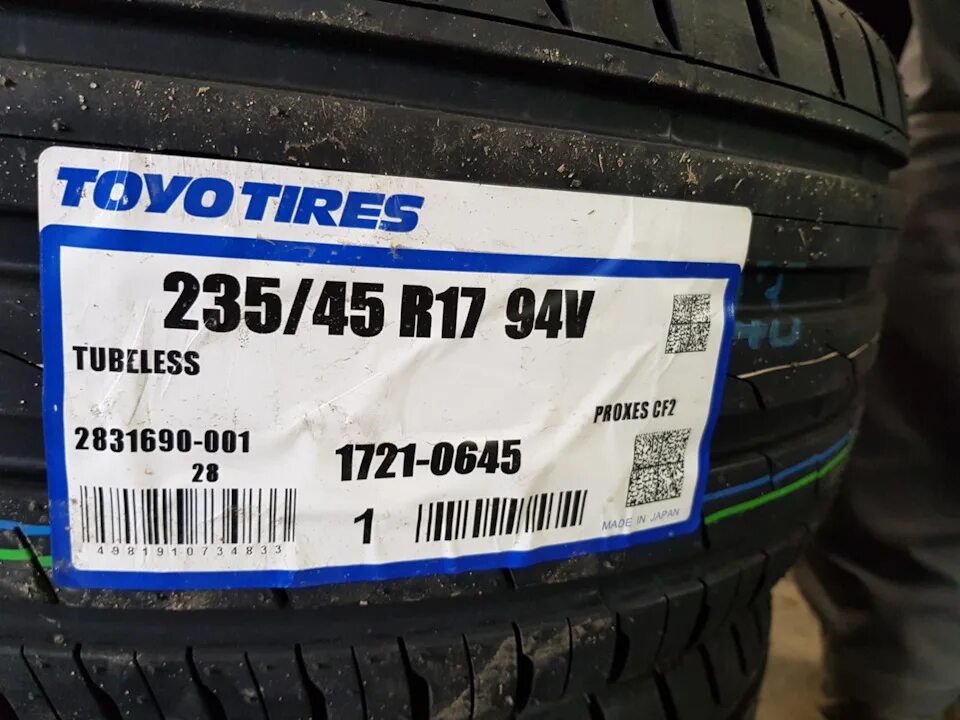 TOYO TIRES
235/45 R17 94V
TUBELESS
PROXES CF2
2831690-001
28
1721-0645
1
4981910734833
MADE IN JAPAN